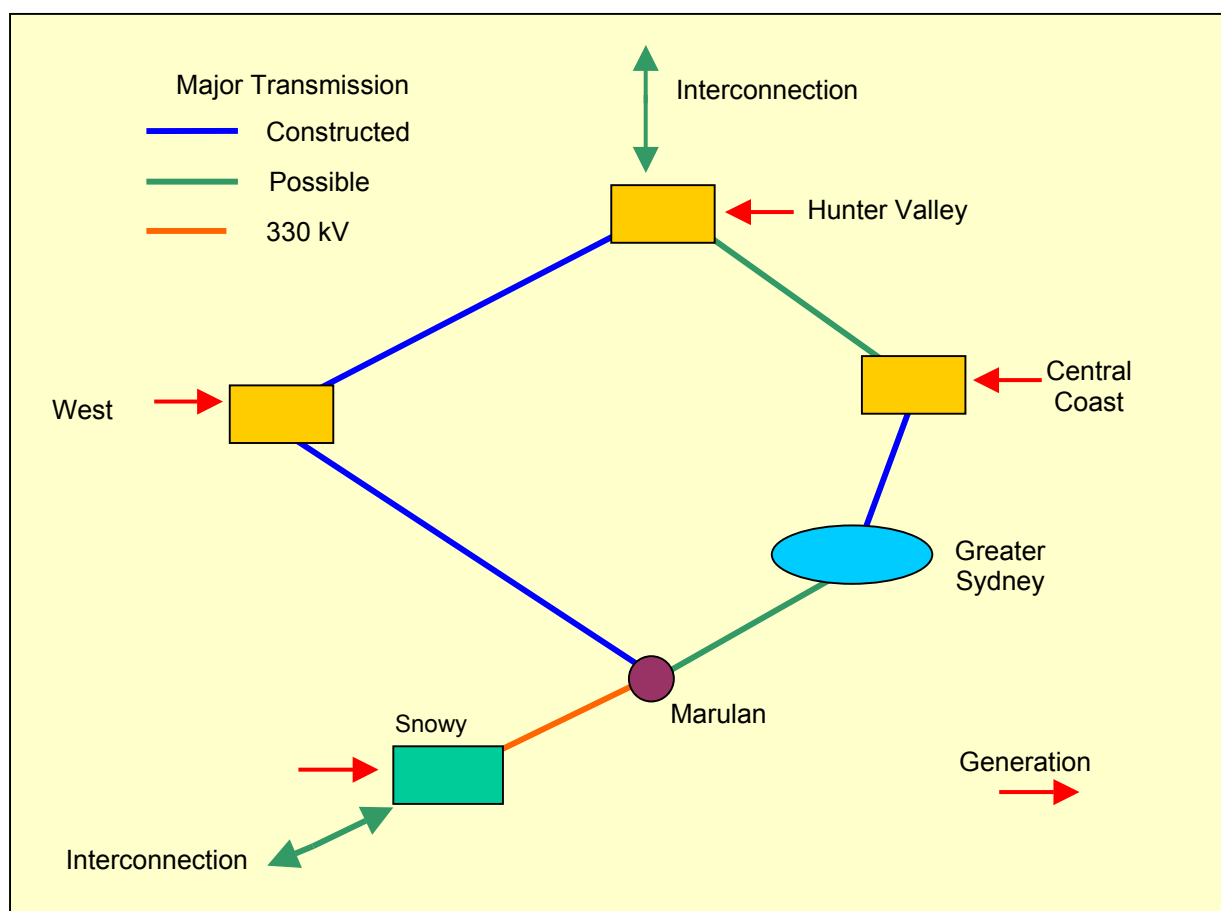 Major Transmission
Constructed
Possible
330 kV
Interconnection
Hunter Valley
West
Central
Coast
Greater
Sydney
Marulan
Snowy
Generation
Interconnection